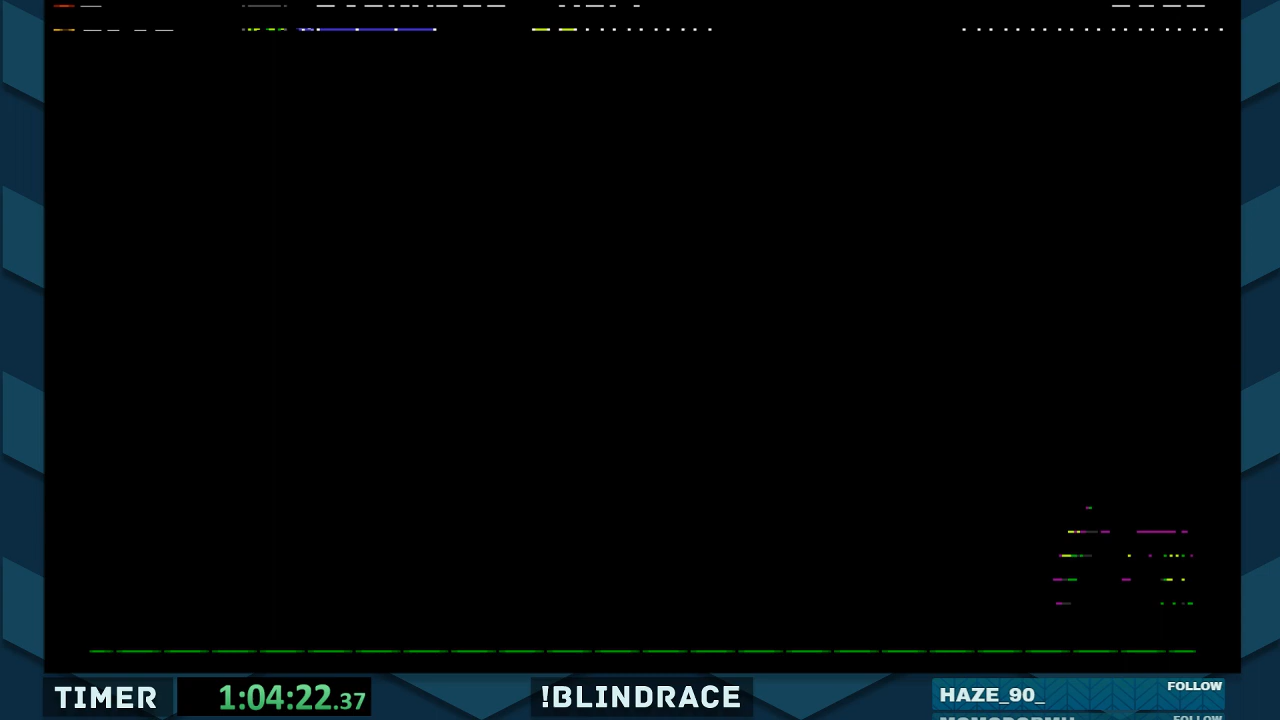 TIMER
1:04:22.37
!BLINDRACE
HAZE_90_
FOLLOW
FOLLOW